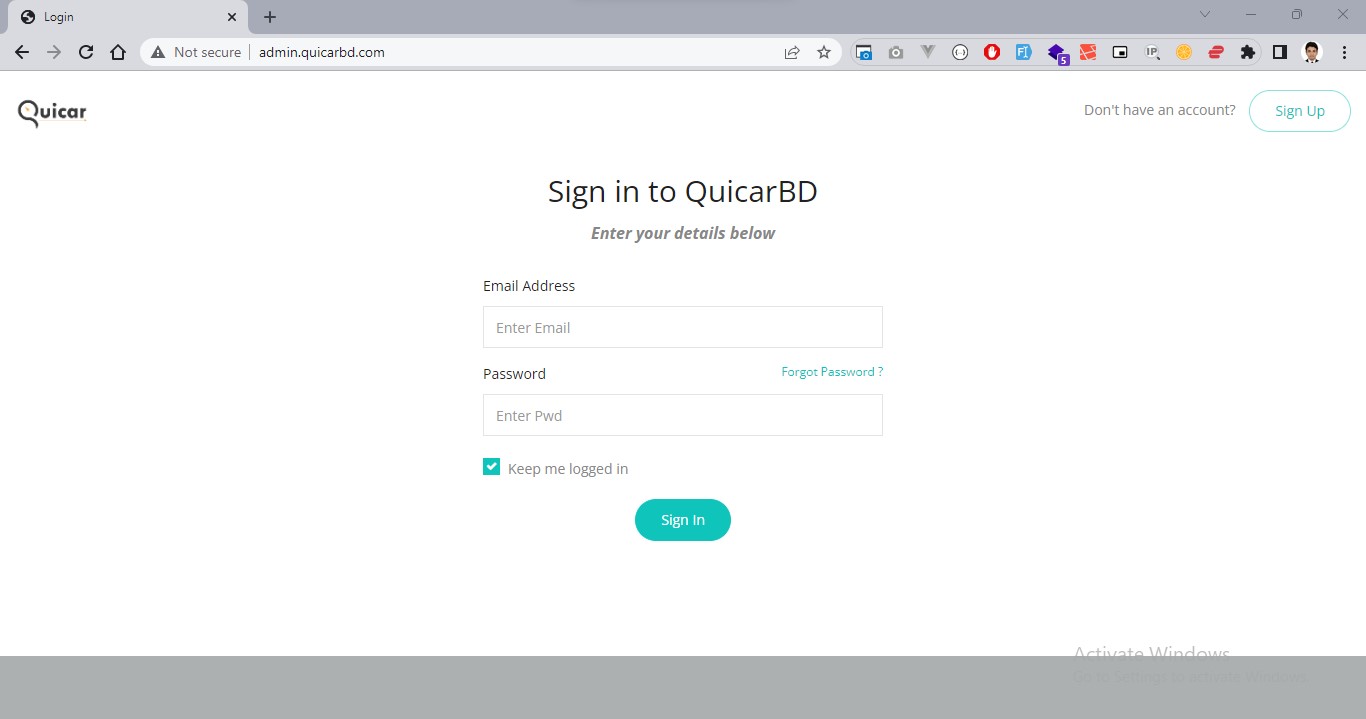 Login
Not secure
admin.quicarbd.com
5
IP
Quicar
Don't have an account?
Sign Up
Sign in to QuicarBD
Enter your details below
Email Address
Enter Email
Password
Forgot Password ?
Enter Pwd
Keep me logged in
Sign In
Activate Windows
Go to Settings to activate Windows.